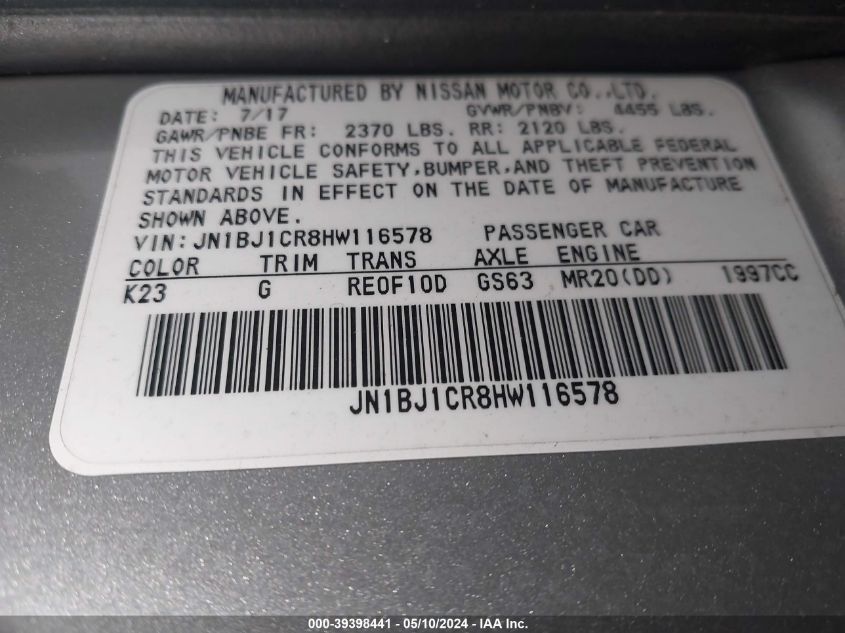 MANUFACTURED BY NISSAN MOTOR CO.,LTD.
DATE: 7/17 GVWR/PNBV: 4455 LBS.
GAWR/PNBE FR: 2370 LBS. RR: 2120 LBS.
THIS VEHICLE CONFORMS TO ALL APPLICABLE FEDERAL
MOTOR VEHICLE SAFETY,BUMPER,AND THEFT PREVENTION
STANDARDS IN EFFECT ON THE DATE OF MANUFACTURE
SHOWN ABOVE.
VIN:JN1BJ1CR8HW116578 PASSENGER CAR
COLOR TRIM TRANS AXLE ENGINE
K23 G RE0F10D GS63 MR20(DD) 1997CC
JN1BJ1CR8HW116578
000-39398441 — 05/10/2024 — IAA Inc.